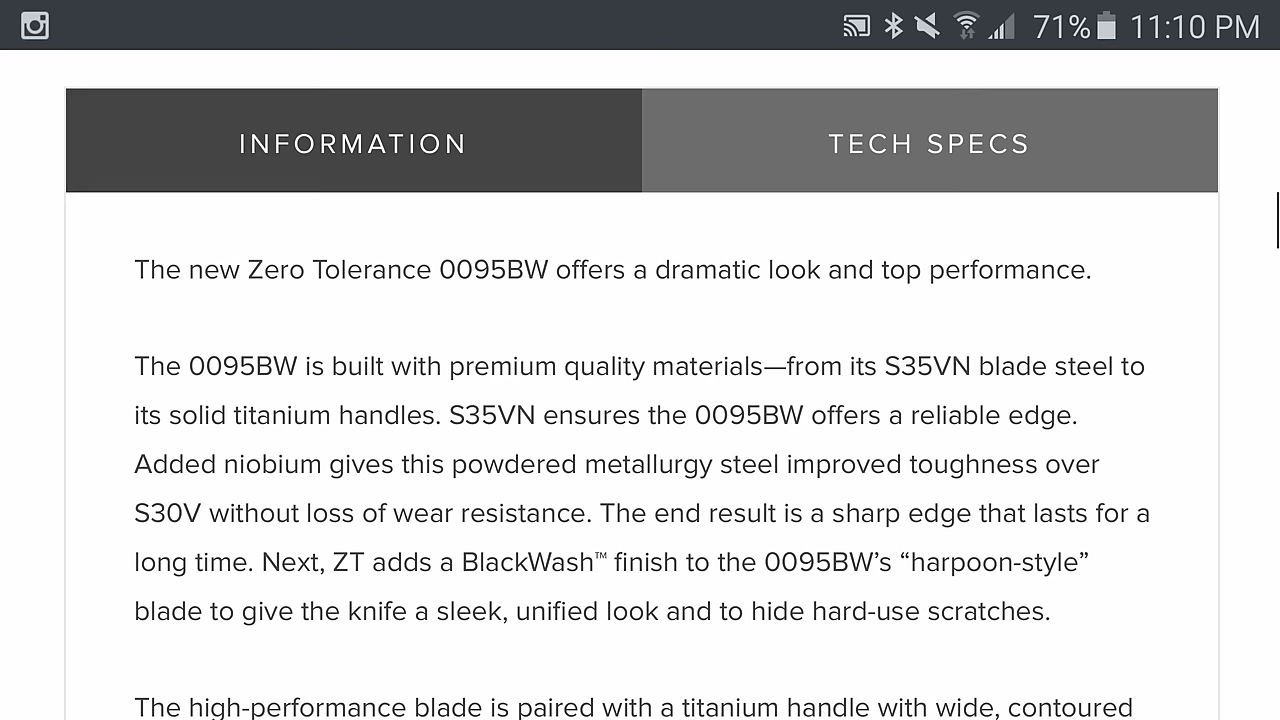 71% 11:10 PM
INFORMATION TECH SPECS
The new Zero Tolerance 0095BW offers a dramatic look and top performance.
The 0095BW is built with premium quality materials—from its S35VN blade steel to
its solid titanium handles. S35VN ensures the 0095BW offers a reliable edge.
Added niobium gives this powdered metallurgy steel improved toughness over
S30V without loss of wear resistance. The end result is a sharp edge that lasts for a
long time. Next, ZT adds a BlackWash™ finish to the 0095BW’s “harpoon-style”
blade to give the knife a sleek, unified look and to hide hard-use scratches.
The high-performance blade is paired with a titanium handle with wide, contoured